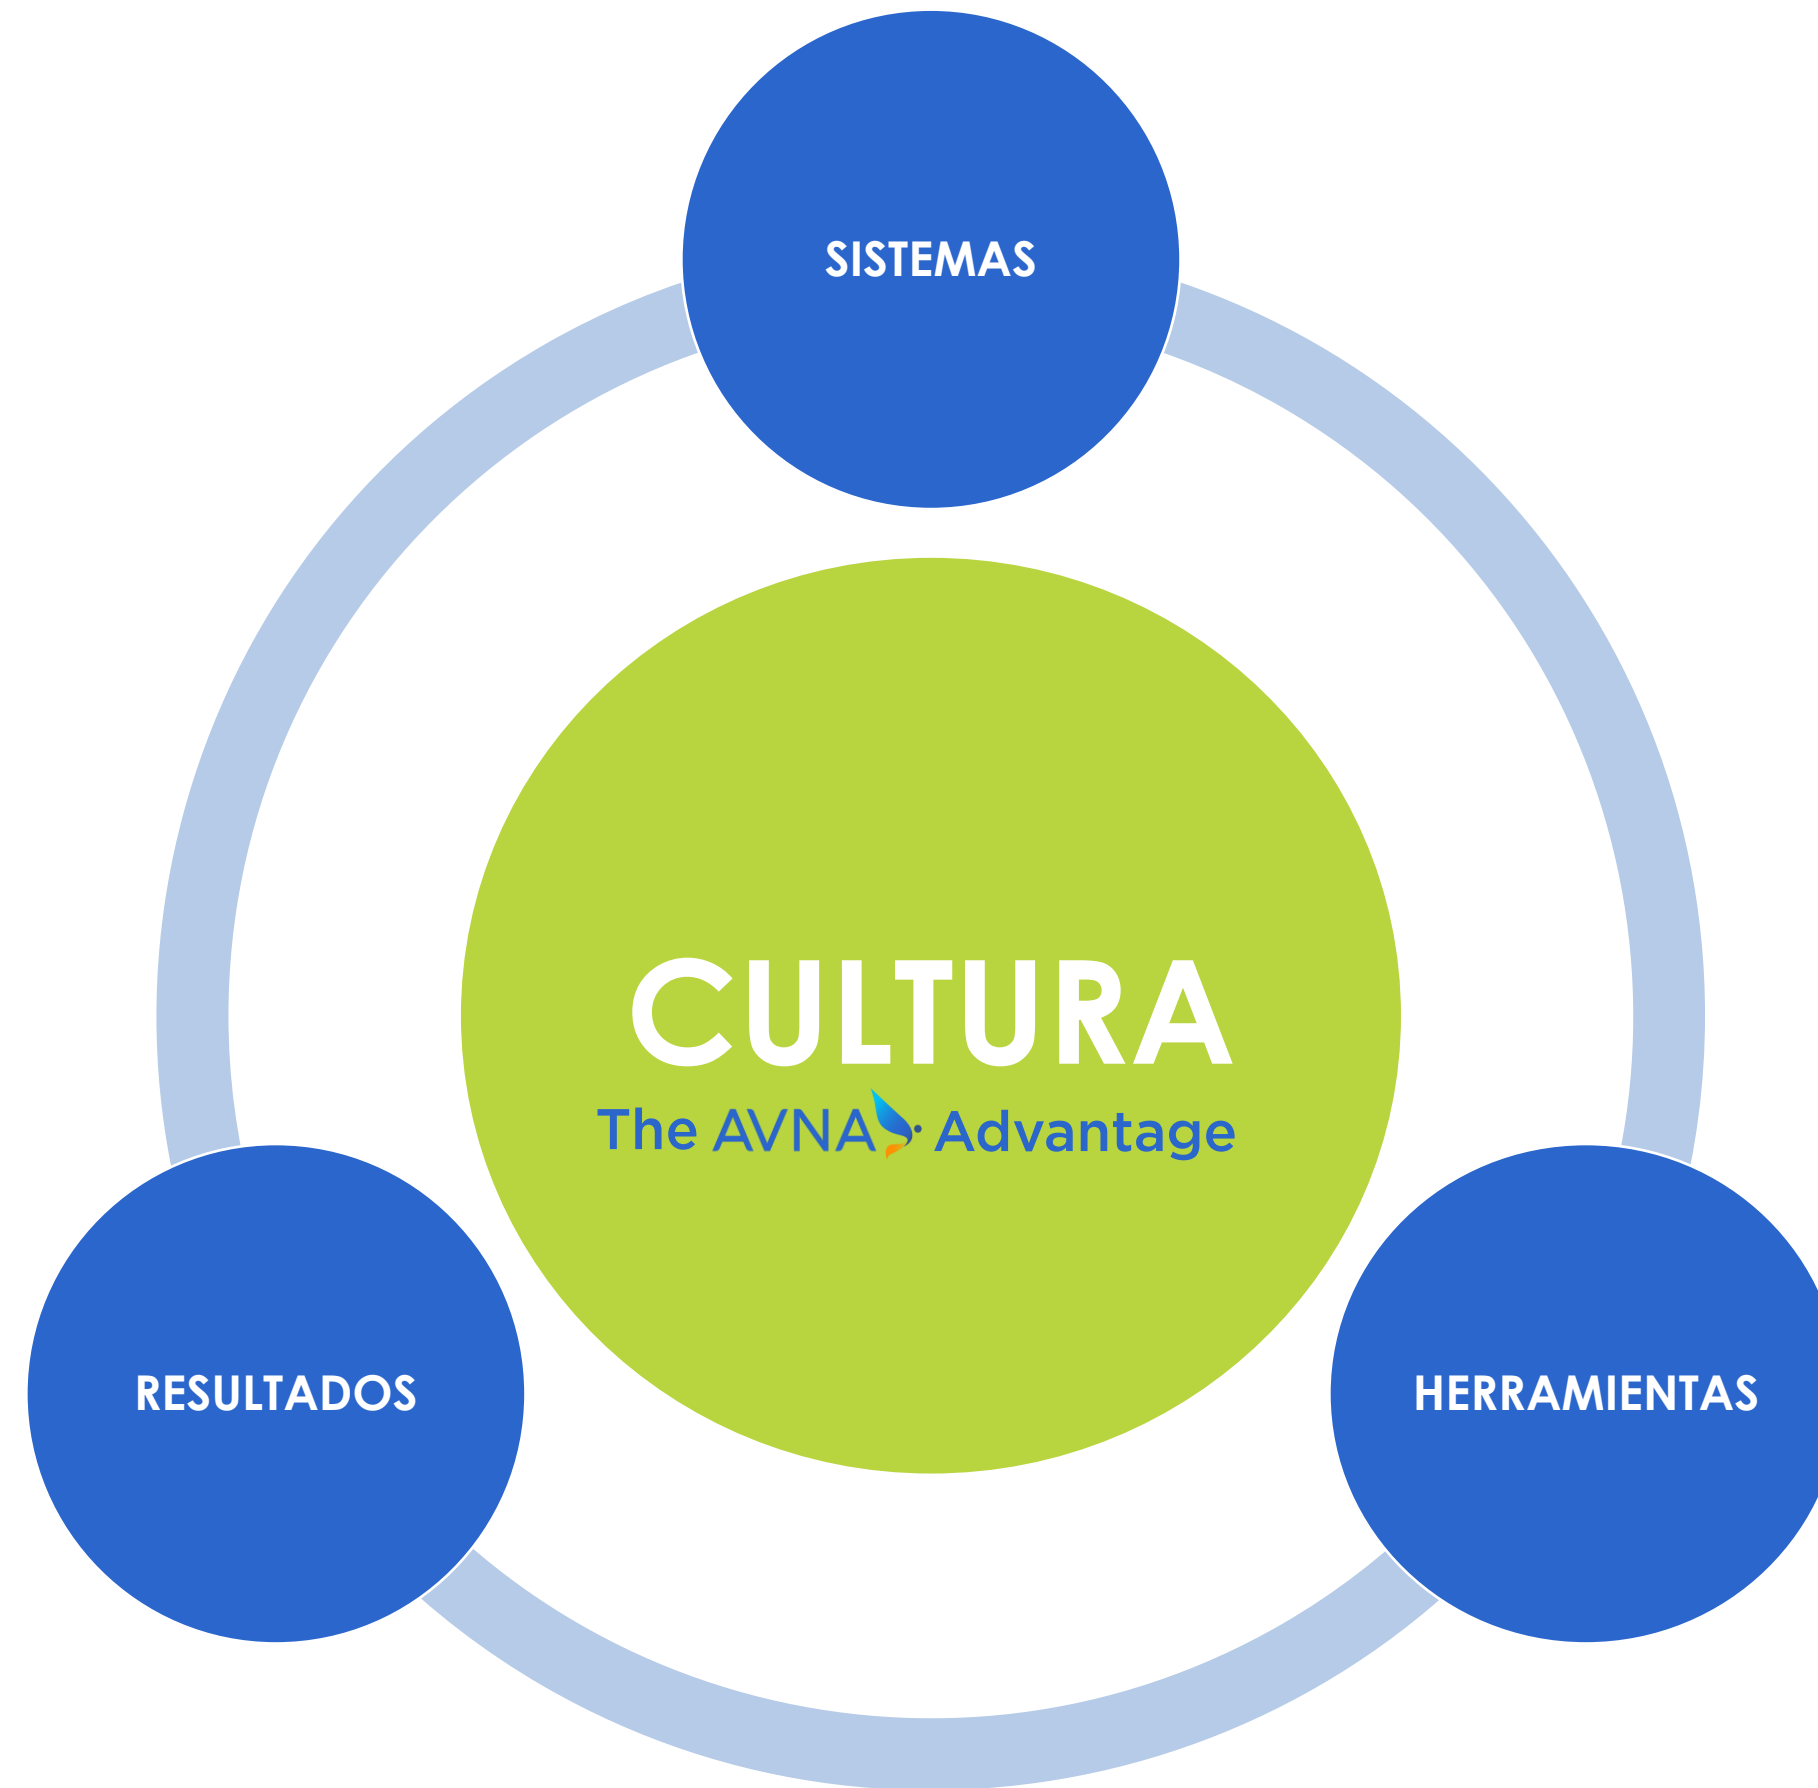 SISTEMAS
CULTURA
The AVNA Advantage
RESULTADOS
HERRAMIENTAS